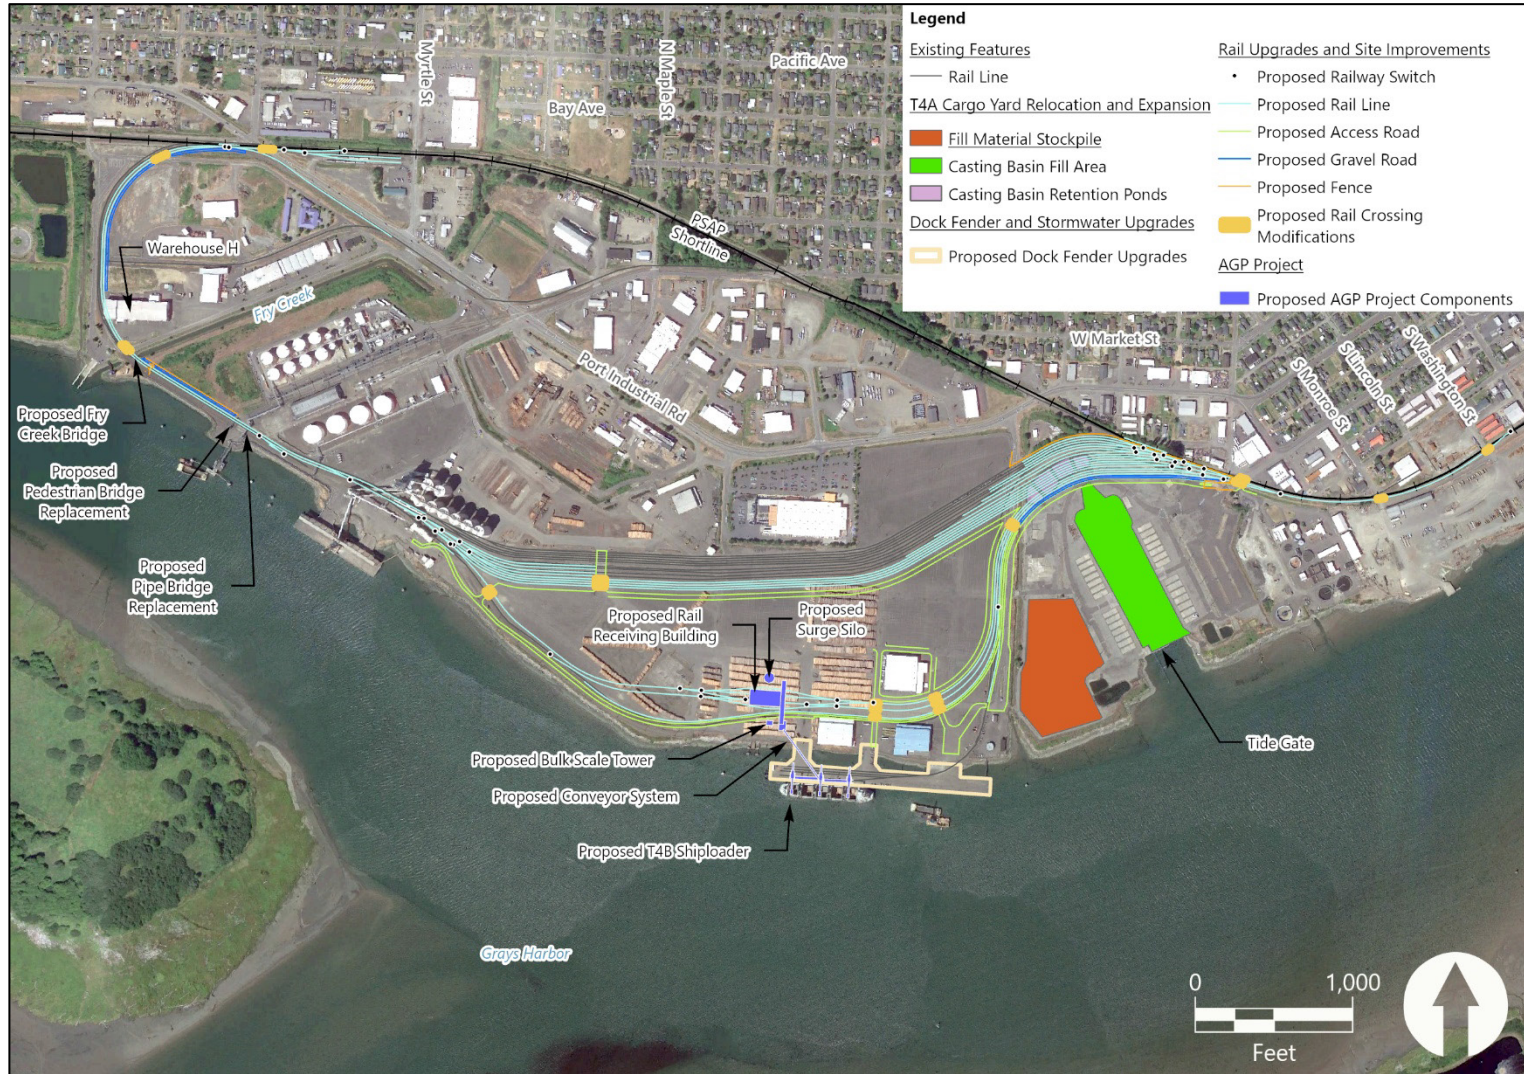 Legend
Existing Features
Rail Line
T4A Cargo Yard Relocation and Expansion
Fill Material Stockpile
Casting Basin Fill Area
Casting Basin Retention Ponds
Dock Fender and Stormwater Upgrades
Proposed Dock Fender Upgrades
Rail Upgrades and Site Improvements
Proposed Railway Switch
Proposed Rail Line
Proposed Access Road
Proposed Gravel Road
Proposed Fence
Proposed Rail Crossing
Modifications
AGP Project
Proposed AGP Project Components
Myrtle St
N Maple St
Pacific Ave
Bay Ave
PSAP
Shortline
Warehouse H
Fry Creek
Port Industrial Rd
W Market St
S Monroe St
S Lincoln St
S Washington St
Proposed Fry
Creek Bridge
Proposed
Pedestrian Bridge
Replacement
Proposed
Pipe Bridge
Replacement
Proposed Rail
Receiving Building
Proposed
Surge Silo
Proposed Bulk Scale Tower
Proposed Conveyor System
Proposed T4B Shiploader
Tide Gate
Grays Harbor
0 1,000
Feet